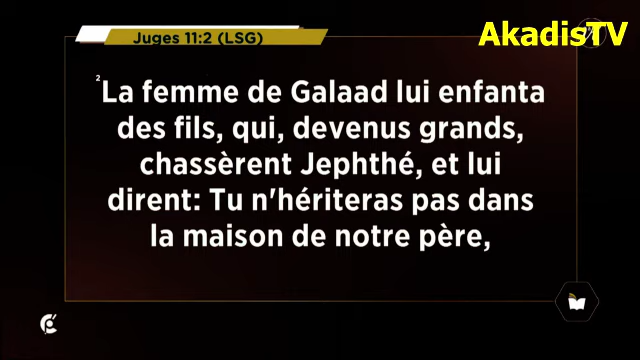 Juges 11:2 (LSG)
AkadisTV
2 La femme de Galaad lui enfanta
des fils, qui, devenus grands,
chassèrent Jephthé, et lui
dirent: Tu n'hériteras pas dans
la maison de notre père,